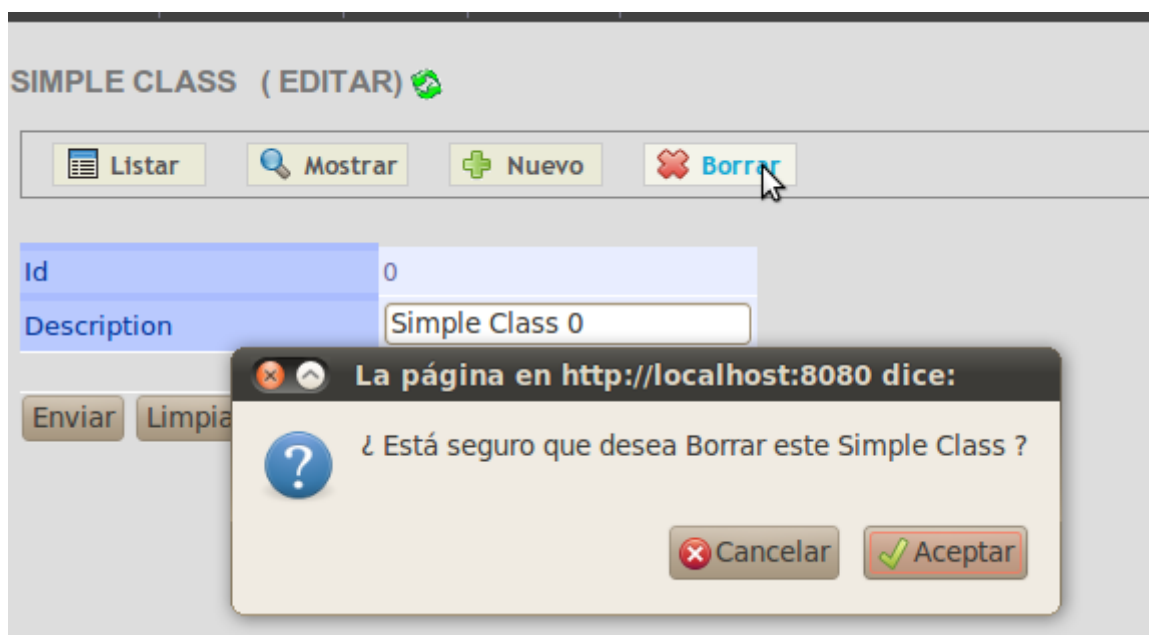 SIMPLE CLASS ( EDITAR)
Listar Mostrar Nuevo Borrar
Id 0
Description Simple Class 0
La página en http://localhost:8080 dice:
Enviar Limpia
¿ Está seguro que desea Borrar este Simple Class ?
Cancelar Aceptar